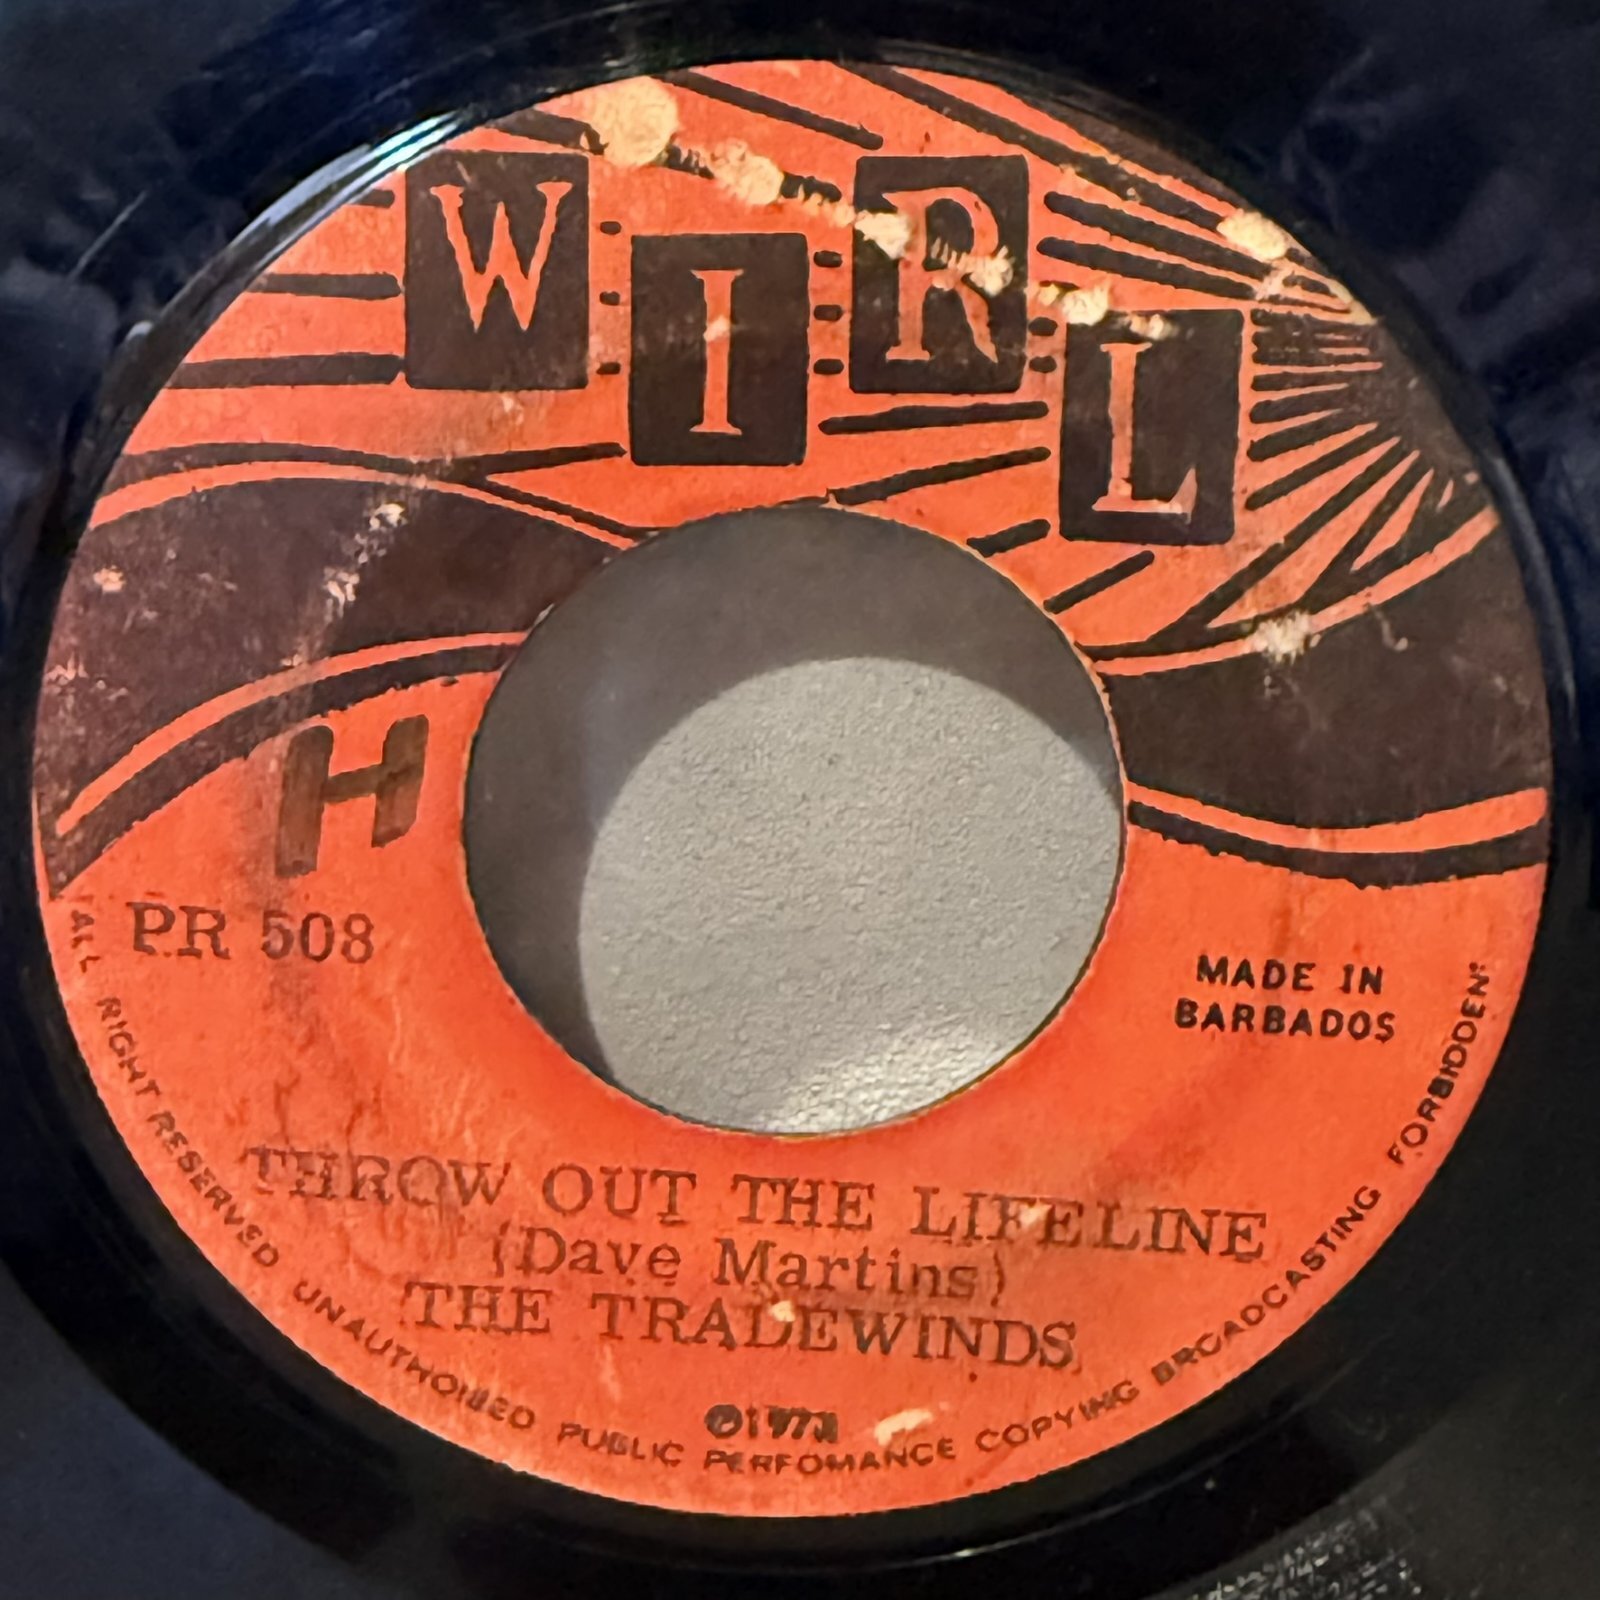 WIRL
H
PR 508
MADE IN
BARBADOS
THROW OUT THE LIFELINE
(Dave Martins)
THE TRADEWINDS
ALL RIGHT RESERVED UNAUTHORISED PUBLIC PERFOMANCE COPYING BROADCASTING FORBIDDEN